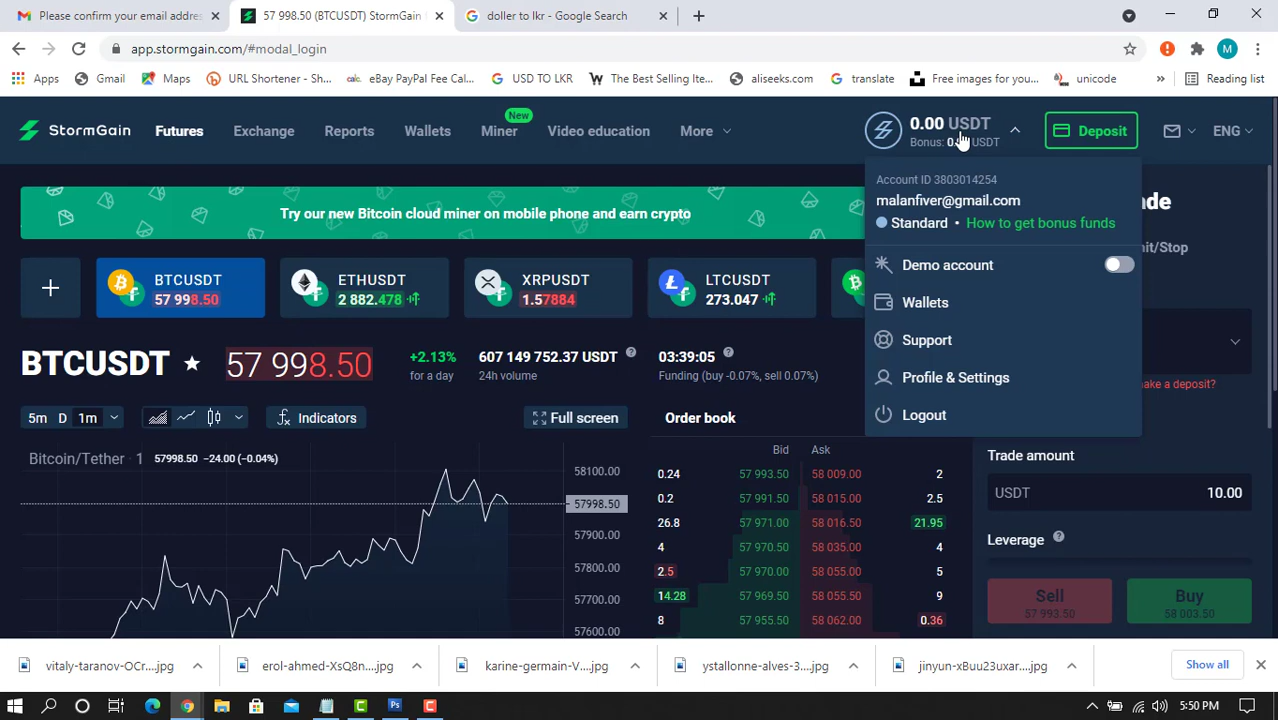 Please confirm your email addres
57 998.50 (BTCUSDT) StormGain
doller to lkr - Google Search
app.stormgain.com/#modal_login
Apps
Gmail
Maps
URL Shortener - Sh...
eBay PayPal Fee Cal...
USD TO LKR
The Best Selling Ite...
aliseeks.com
translate
Free images for you...
unicode
»
Reading list
StormGain
Futures
Exchange
Reports
Wallets
New
Miner
Video education
More
0.00 USDT
Bonus: 0. USDT
Deposit
ENG
Try our new Bitcoin cloud miner on mobile phone and earn crypto
Account ID 3803014254
malanfiver@gmail.com
Standard • How to get bonus funds
Demo account
Wallets
Support
Profile & Settings
Logout
BTCUSDT
57 998.50
ETHUSDT
2 882.478
XRPUSDT
1.57884
LTCUSDT
273.047
BTCUSDT
57 998.50
+2.13%
for a day
607 149 752.37 USDT
24h volume
03:39:05
Funding (buy -0.07%, sell 0.07%)
5m D 1m
Indicators
Full screen
Bitcoin/Tether · 1 57998.50 −24.00 (−0.04%)
58100.00
57998.50
57900.00
57800.00
57700.00
57600.00
Order book
Bid Ask
0.24 57 993.50 58 009.00 2
0.2 57 991.50 58 015.00 2.5
26.8 57 971.00 58 016.50 21.95
4 57 970.50 58 035.00 4
2.5 57 970.00 58 055.00 5
14.28 57 969.50 58 055.50 9
8 57 955.50 58 062.00 0.36
de
it/Stop
ake a deposit?
Trade amount
USDT 10.00
Leverage
Sell
57 993.50
Buy
58 003.50
vitaly-taranov-OCr....jpg
erol-ahmed-XsQ8n....jpg
karine-germain-V....jpg
ystallonne-alves-3....jpg
jinyun-xBuu23uxar....jpg
Show all
5:50 PM